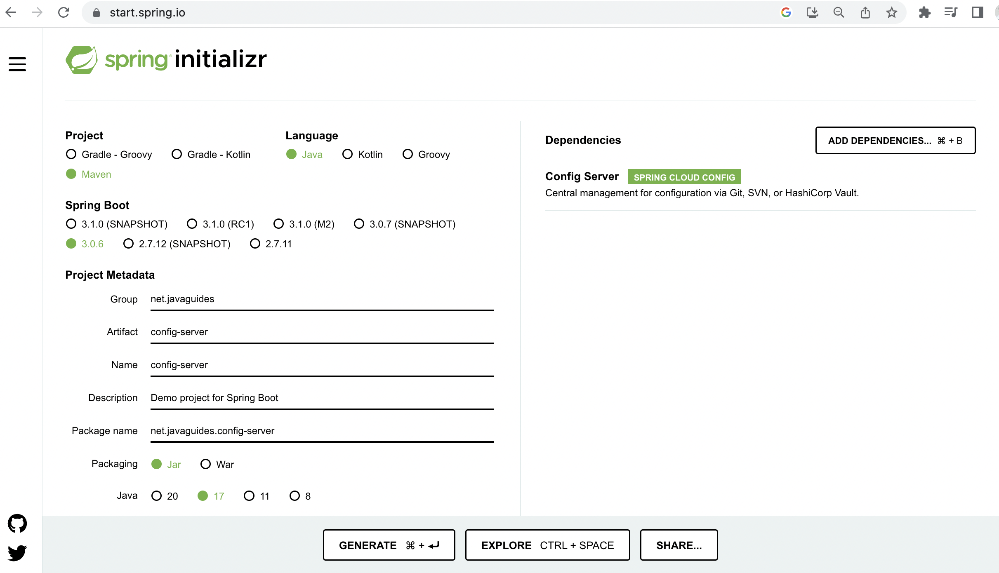 start.spring.io
spring® initializr
Project
Gradle - Groovy Gradle - Kotlin
Maven
Language
Java Kotlin Groovy
Spring Boot
3.1.0 (SNAPSHOT) 3.1.0 (RC1) 3.1.0 (M2) 3.0.7 (SNAPSHOT)
3.0.6 2.7.12 (SNAPSHOT) 2.7.11
Project Metadata
Group net.javaguides
Artifact config-server
Name config-server
Description Demo project for Spring Boot
Package name net.javaguides.config-server
Packaging Jar War
Java 20 17 11 8
Dependencies ADD DEPENDENCIES... ⌘ + B
Config Server SPRING CLOUD CONFIG
Central management for configuration via Git, SVN, or HashiCorp Vault.
GENERATE ⌘ + ↵ EXPLORE CTRL + SPACE SHARE...